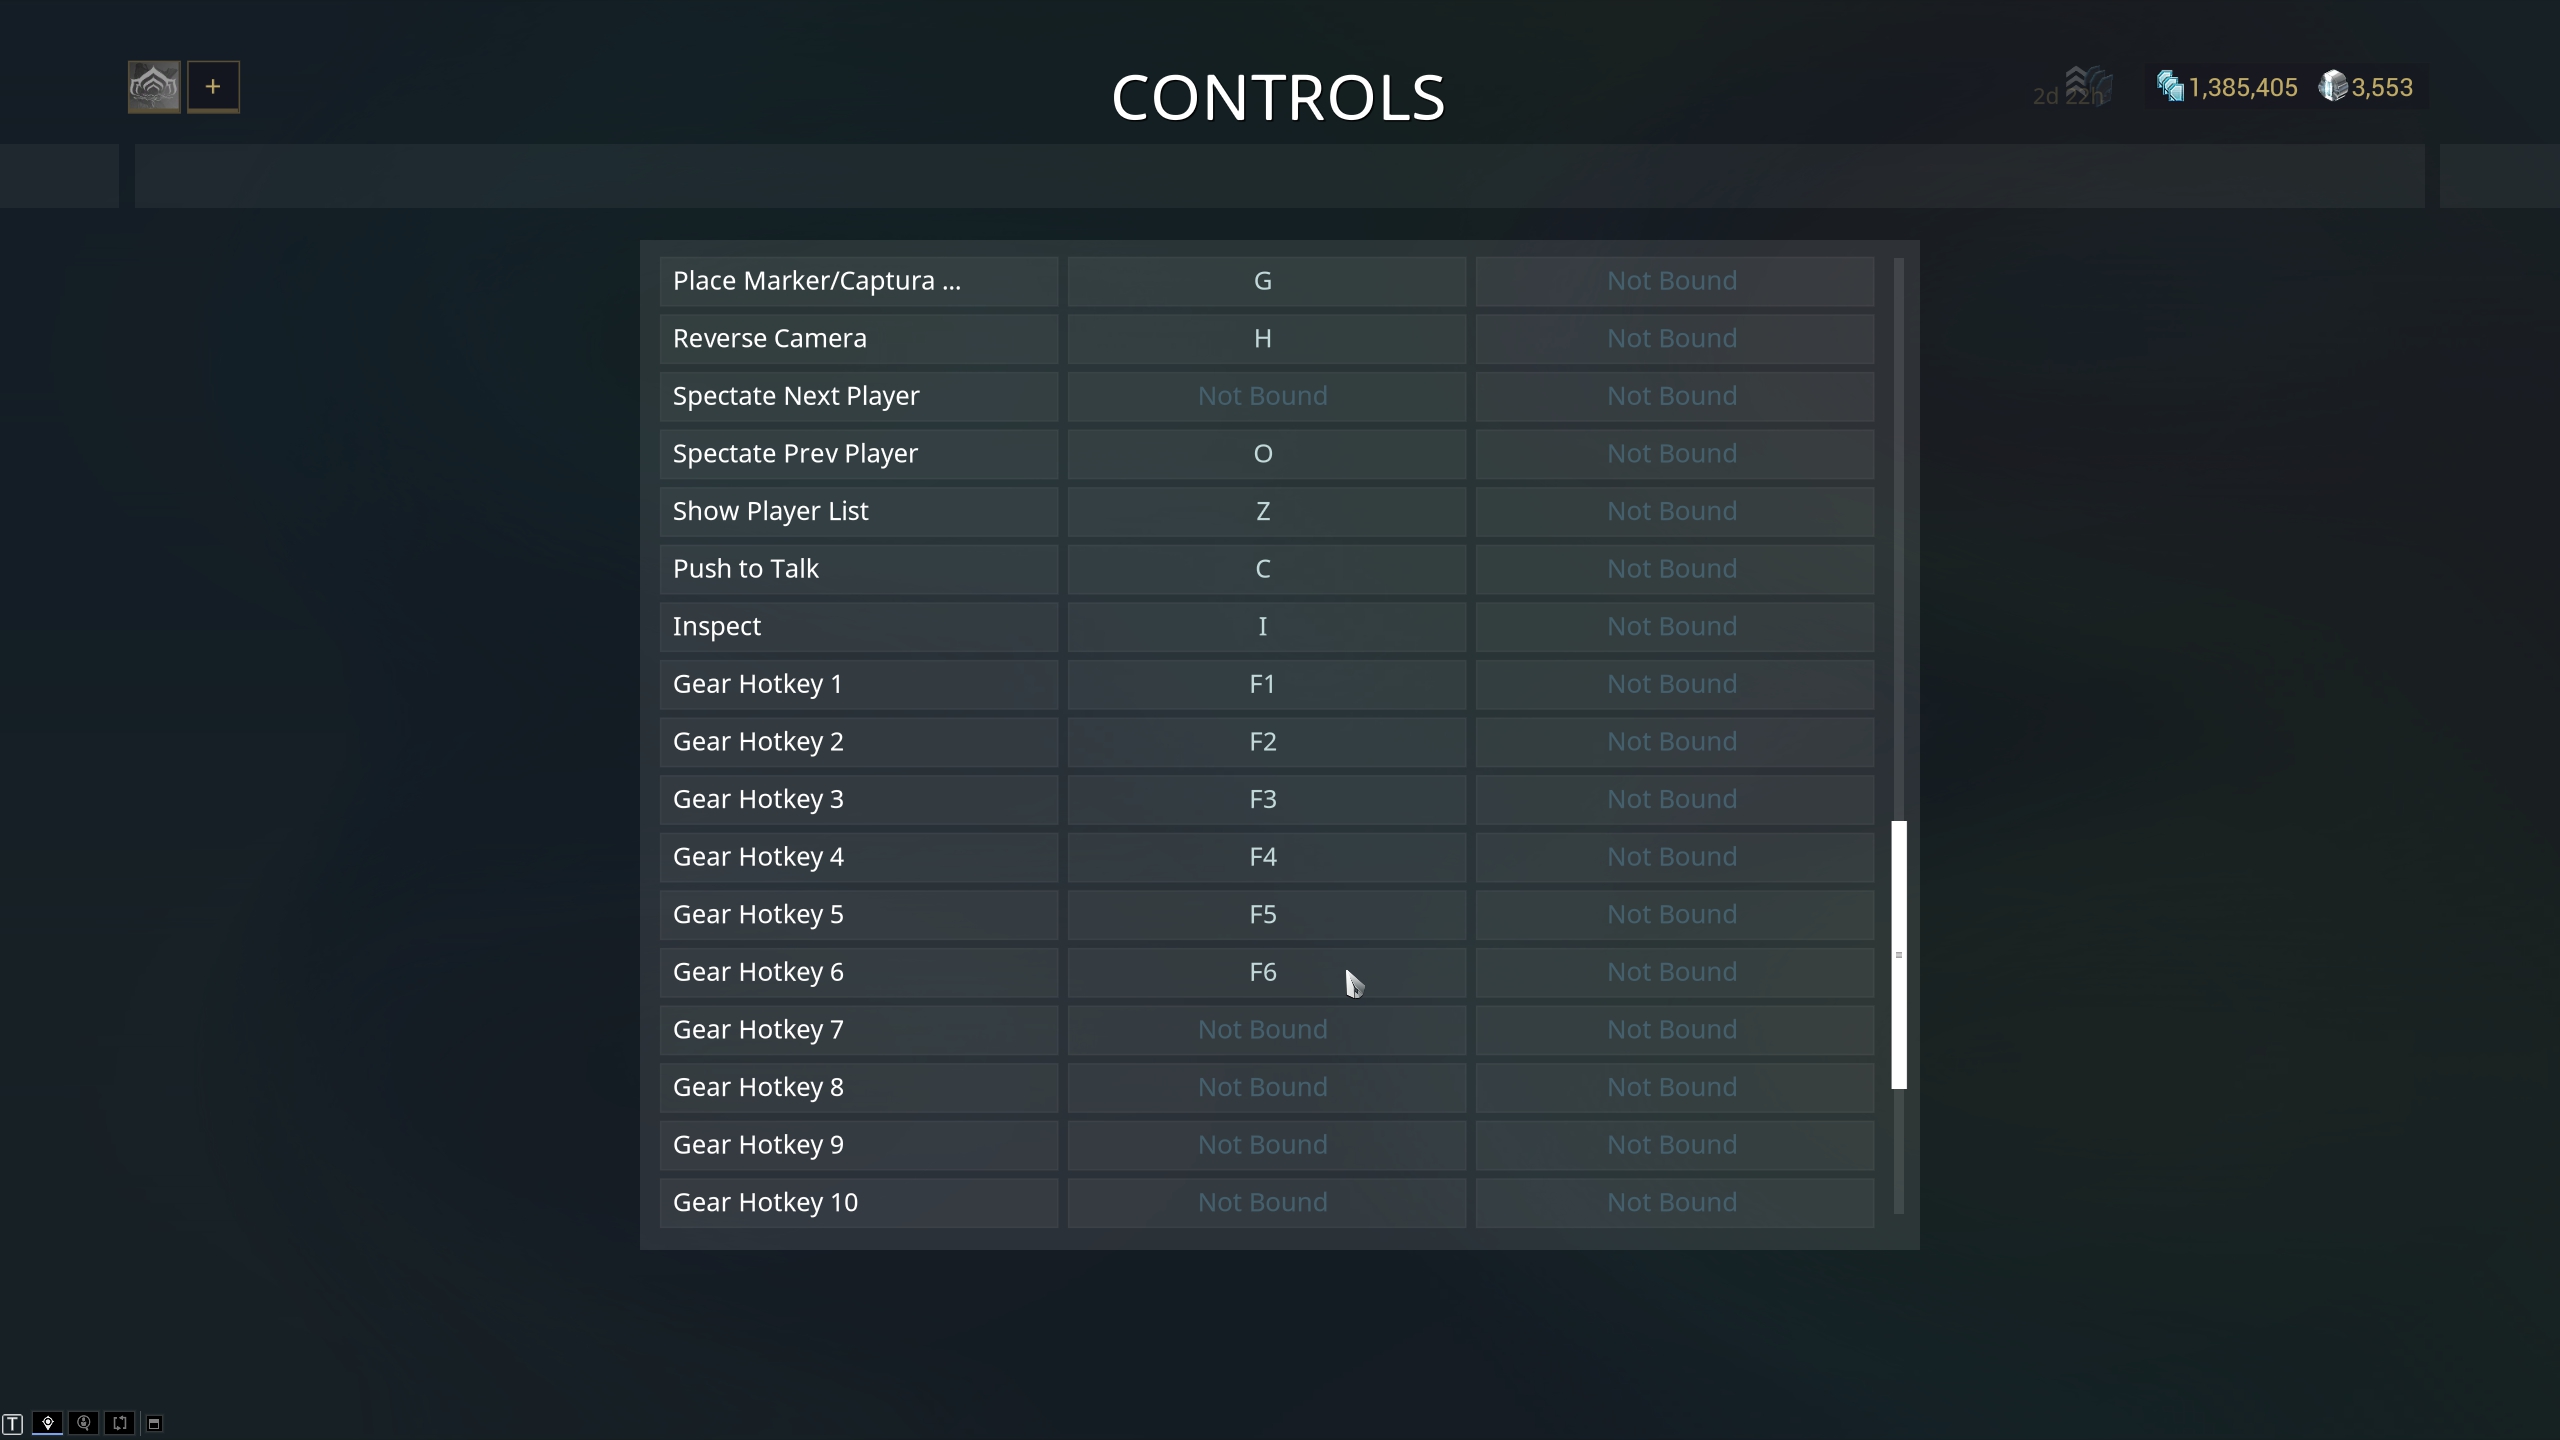 +
CONTROLS
2d 22h
1,385,405
3,553
Place Marker/Captura ... G Not Bound
Reverse Camera H Not Bound
Spectate Next Player Not Bound Not Bound
Spectate Prev Player O Not Bound
Show Player List Z Not Bound
Push to Talk C Not Bound
Inspect I Not Bound
Gear Hotkey 1 F1 Not Bound
Gear Hotkey 2 F2 Not Bound
Gear Hotkey 3 F3 Not Bound
Gear Hotkey 4 F4 Not Bound
Gear Hotkey 5 F5 Not Bound
Gear Hotkey 6 F6 Not Bound
Gear Hotkey 7 Not Bound Not Bound
Gear Hotkey 8 Not Bound Not Bound
Gear Hotkey 9 Not Bound Not Bound
Gear Hotkey 10 Not Bound Not Bound
T